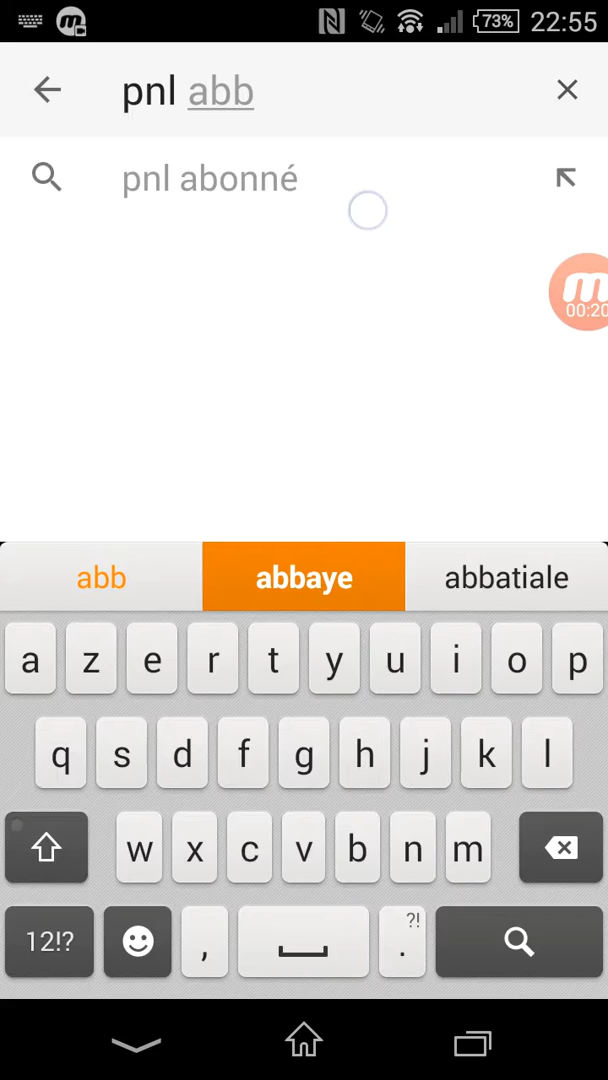 73% 22:55
pnl abb
pnl abonné
m
00:20
abb abbaye abbatiale
a z e r t y u i o p
q s d f g h j k l
w x c v b n m
12!? , . ?!